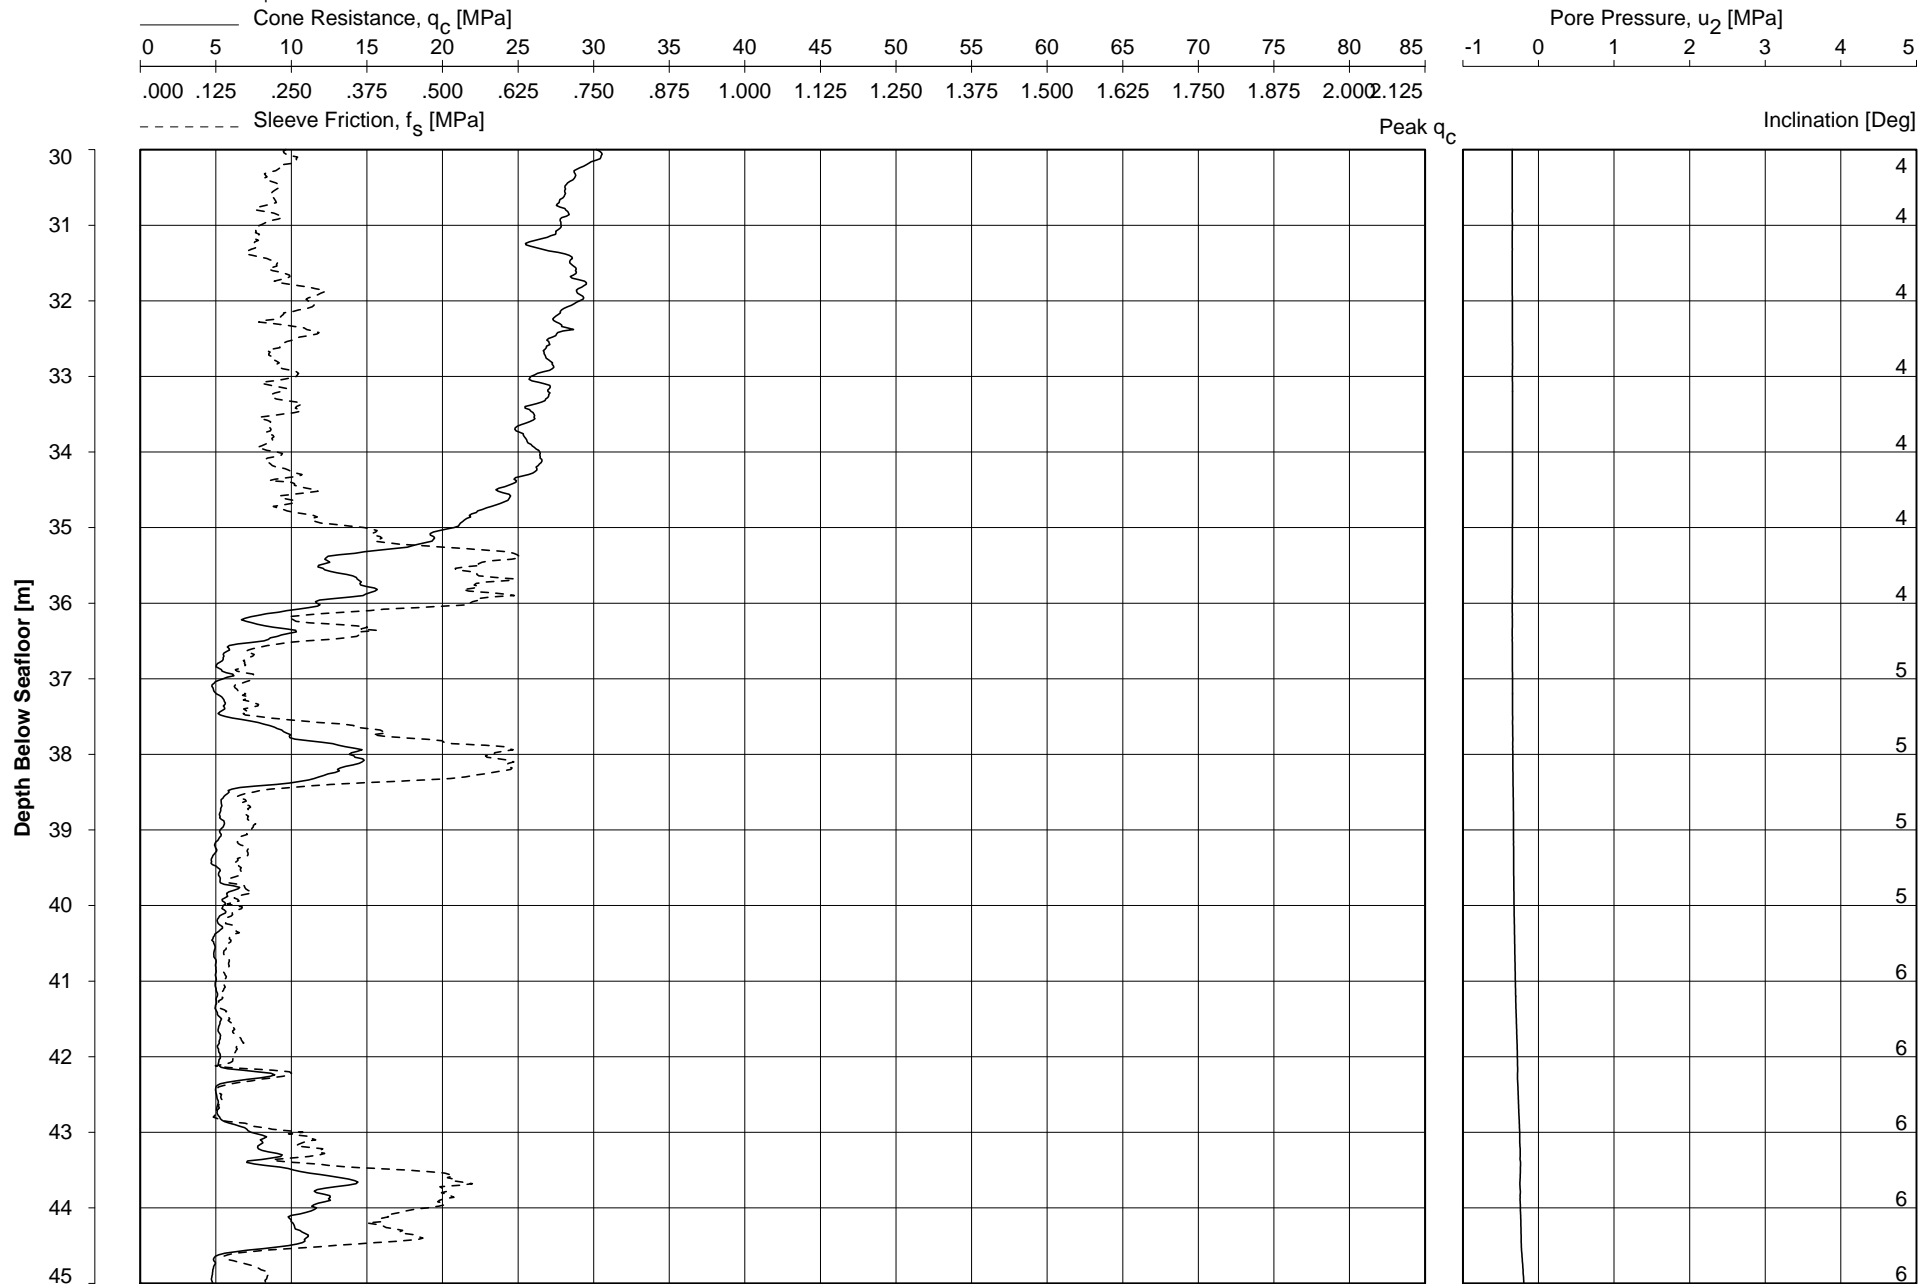 Cone Resistance, qc [MPa]
Pore Pressure, u2 [MPa]
0 5 10 15 20 25 30 35 40 45 50 55 60 65 70 75 80 85
-1 0 1 2 3 4 5
.000 .125 .250 .375 .500 .625 .750 .875 1.000 1.125 1.250 1.375 1.500 1.625 1.750 1.875 2.000 2.125
Sleeve Friction, fs [MPa]
Peak qc
Inclination [Deg]
30 4
31 4
32 4
33 4
34 4
35 4
36 4
37 5
38 5
39 5
40 5
41 6
42 6
43 6
44 6
45 6
Depth Below Seafloor [m]